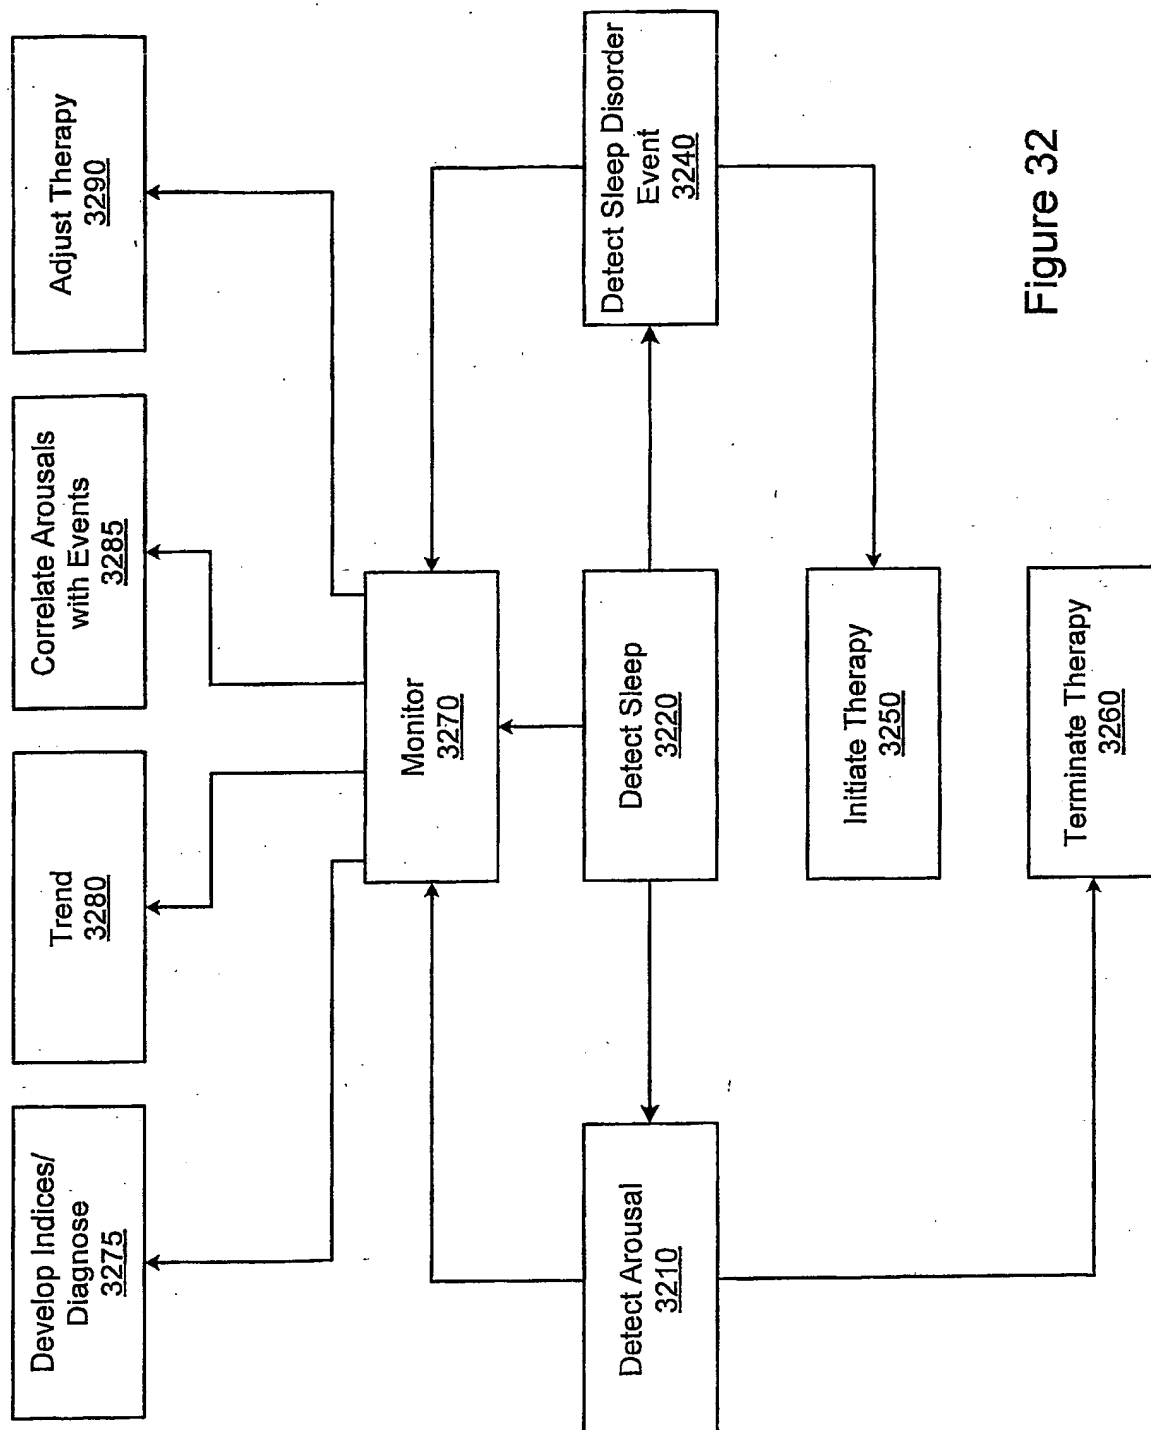 Develop Indices/
Diagnose
3275
Trend
3280
Correlate Arousals
with Events
3285
Adjust Therapy
3290
Monitor
3270
Detect Arousal
3210
Detect Sleep
3220
Detect Sleep Disorder
Event
3240
Initiate Therapy
3250
Terminate Therapy
3260
Figure 32